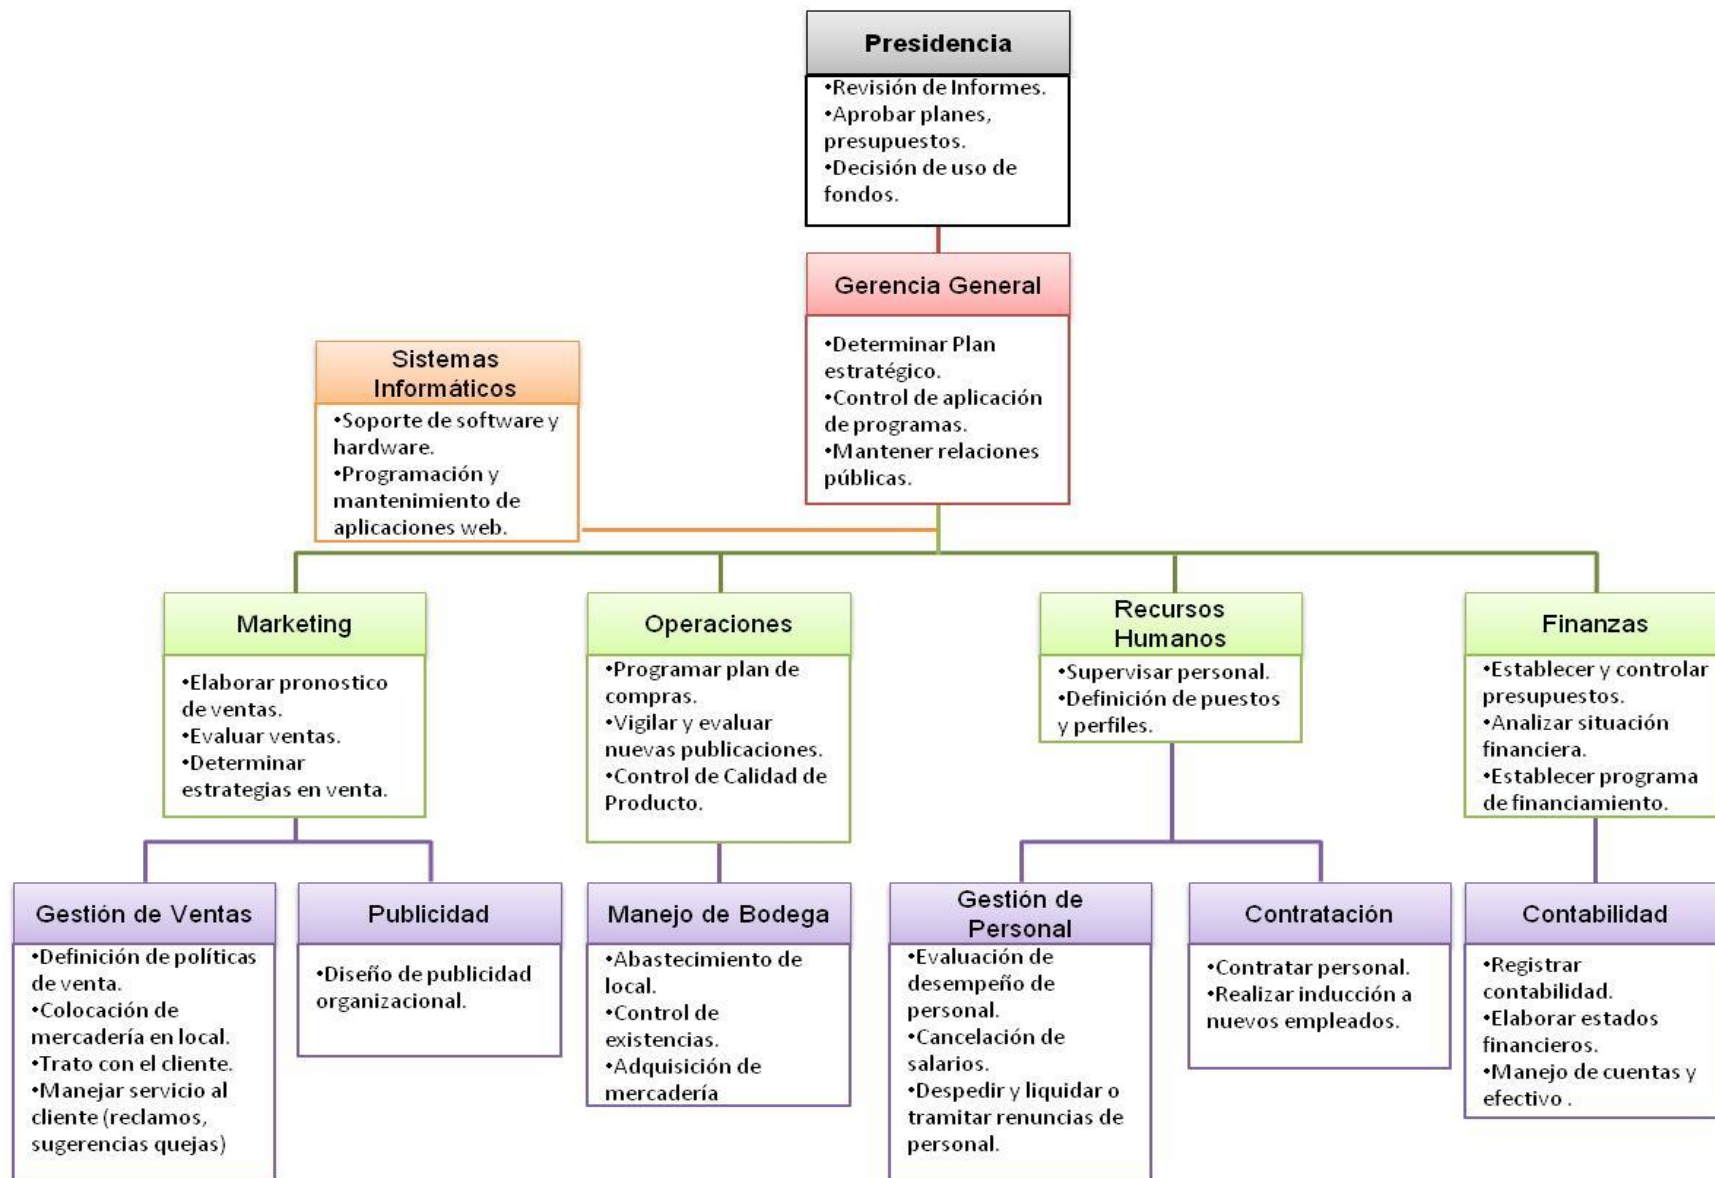 Presidencia
•Revisión de Informes.
•Aprobar planes,
presupuestos.
•Decisión de uso de
fondos.
Gerencia General
•Determinar Plan
estratégico.
•Control de aplicación
de programas.
•Mantener relaciones
públicas.
Sistemas
Informáticos
•Soporte de software y
hardware.
•Programación y
mantenimiento de
aplicaciones web.
Marketing
•Elaborar pronostico
de ventas.
•Evaluar ventas.
•Determinar
estrategias en venta.
Operaciones
•Programar plan de
compras.
•Vigilar y evaluar
nuevas publicaciones.
•Control de Calidad de
Producto.
Recursos
Humanos
•Supervisar personal.
•Definición de puestos
y perfiles.
Finanzas
•Establecer y controlar
presupuestos.
•Analizar situación
financiera.
•Establecer programa
de financiamiento.
Gestión de Ventas
•Definición de políticas
de venta.
•Colocación de
mercadería en local.
•Trato con el cliente.
•Manejar servicio al
cliente (reclamos,
sugerencias quejas)
Publicidad
•Diseño de publicidad
organizacional.
Manejo de Bodega
•Abastecimiento de
local.
•Control de
existencias.
•Adquisición de
mercadería
Gestión de
Personal
•Evaluación de
desempeño de
personal.
•Cancelación de
salarios.
•Despedir y liquidar o
tramitar renuncias de
personal.
Contratación
•Contratar personal.
•Realizar inducción a
nuevos empleados.
Contabilidad
•Registrar
contabilidad.
•Elaborar estados
financieros.
•Manejo de cuentas y
efectivo .